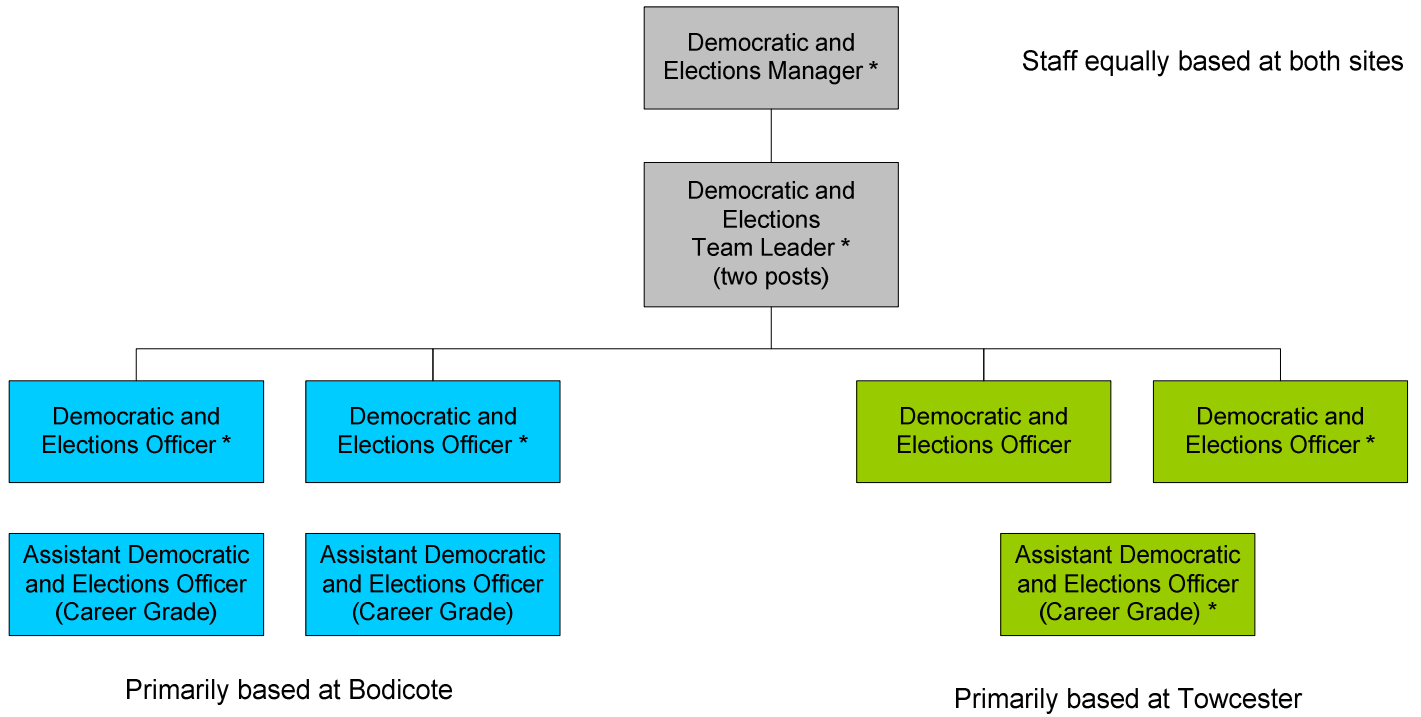 Democratic and
Elections Manager *
Staff equally based at both sites
Democratic and
Elections
Team Leader *
(two posts)
Democratic and
Elections Officer *
Democratic and
Elections Officer *
Democratic and
Elections Officer
Democratic and
Elections Officer *
Assistant Democratic
and Elections Officer
(Career Grade)
Assistant Democratic
and Elections Officer
(Career Grade)
Assistant Democratic
and Elections Officer
(Career Grade) *
Primarily based at Bodicote
Primarily based at Towcester